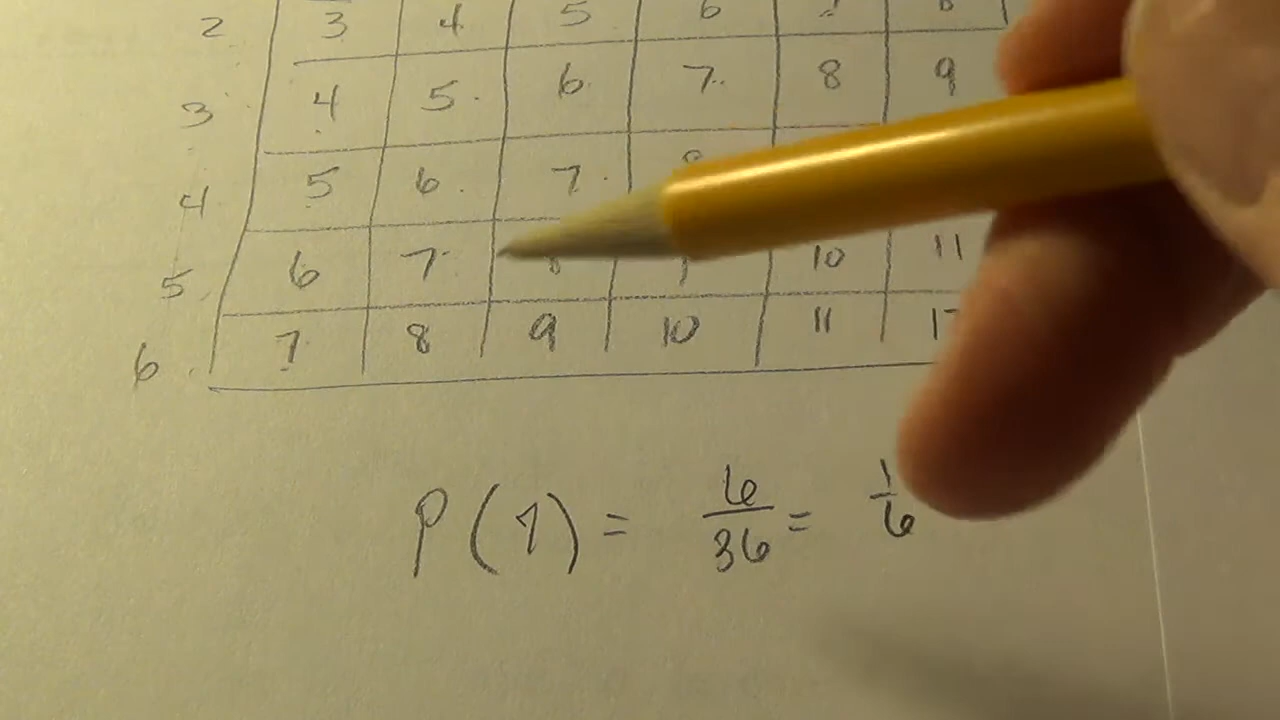 2 3 4 5 6
3 4 5 6 7 8 9
4 5 6 7
5 6 7 10 11
6 7 8 9 10 11
P(7) = 6/36 = 1/6